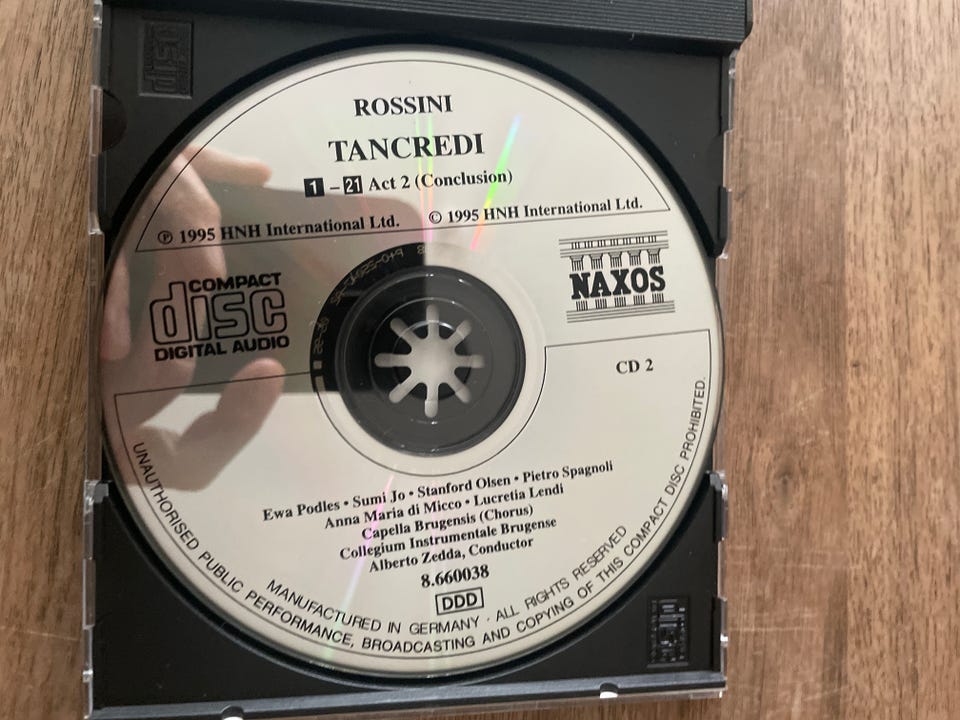 ROSSINI
TANCREDI
1 – 21 Act 2 (Conclusion)
℗ 1995 HNH International Ltd. © 1995 HNH International Ltd.
COMPACT
disc
DIGITAL AUDIO
NAXOS
CD 2
Ewa Podles • Sumi Jo • Stanford Olsen • Pietro Spagnoli
Anna Maria di Micco • Lucretia Lendi
Capella Brugensis (Chorus)
Collegium Instrumentale Brugense
Alberto Zedda, Conductor
8.660038
DDD
MANUFACTURED IN GERMANY · ALL RIGHTS RESERVED
UNAUTHORISED PUBLIC PERFORMANCE, BROADCASTING AND COPYING OF THIS COMPACT DISC PROHIBITED.